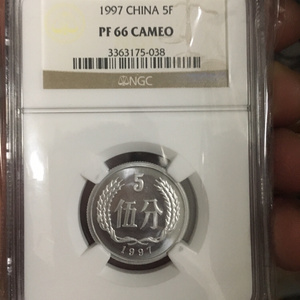 1997 CHINA 5F
PF 66 CAMEO
3363175-038
NGC
5
伍分
1997